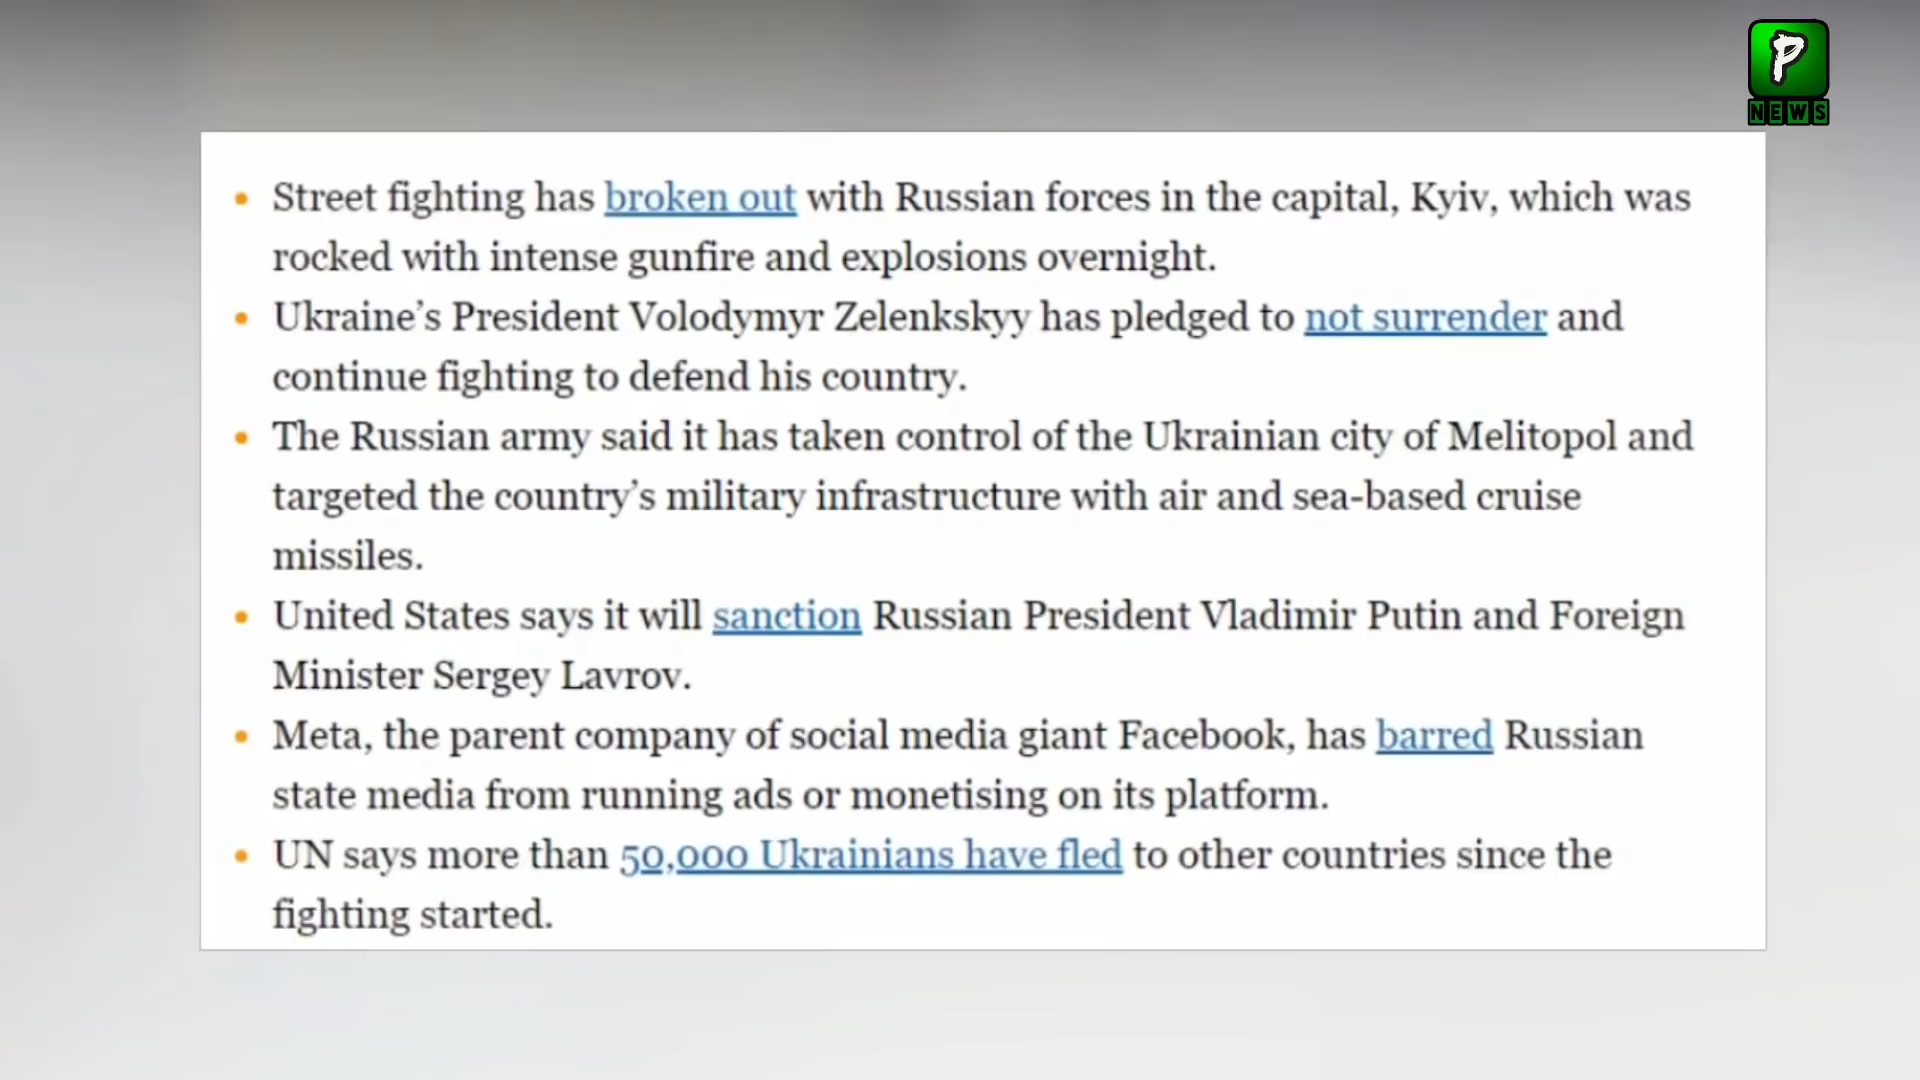 P
NEWS
Street fighting has broken out with Russian forces in the capital, Kyiv, which was
rocked with intense gunfire and explosions overnight.
Ukraine’s President Volodymyr Zelenkskyy has pledged to not surrender and
continue fighting to defend his country.
The Russian army said it has taken control of the Ukrainian city of Melitopol and
targeted the country’s military infrastructure with air and sea-based cruise
missiles.
United States says it will sanction Russian President Vladimir Putin and Foreign
Minister Sergey Lavrov.
Meta, the parent company of social media giant Facebook, has barred Russian
state media from running ads or monetising on its platform.
UN says more than 50,000 Ukrainians have fled to other countries since the
fighting started.